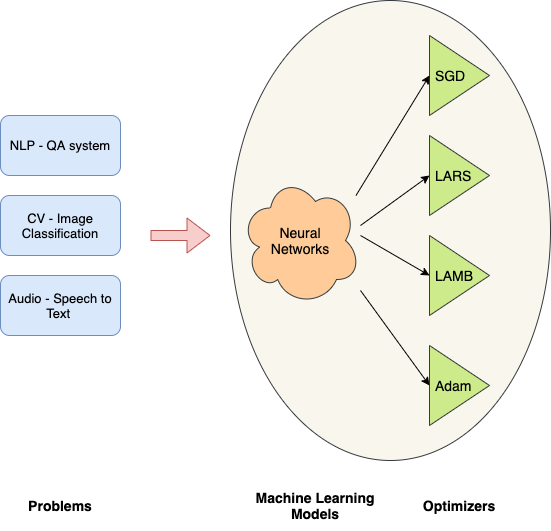 NLP - QA system
CV - Image
Classification
Audio - Speech to
Text
Neural
Networks
SGD
LARS
LAMB
Adam
Problems
Machine Learning
Models
Optimizers